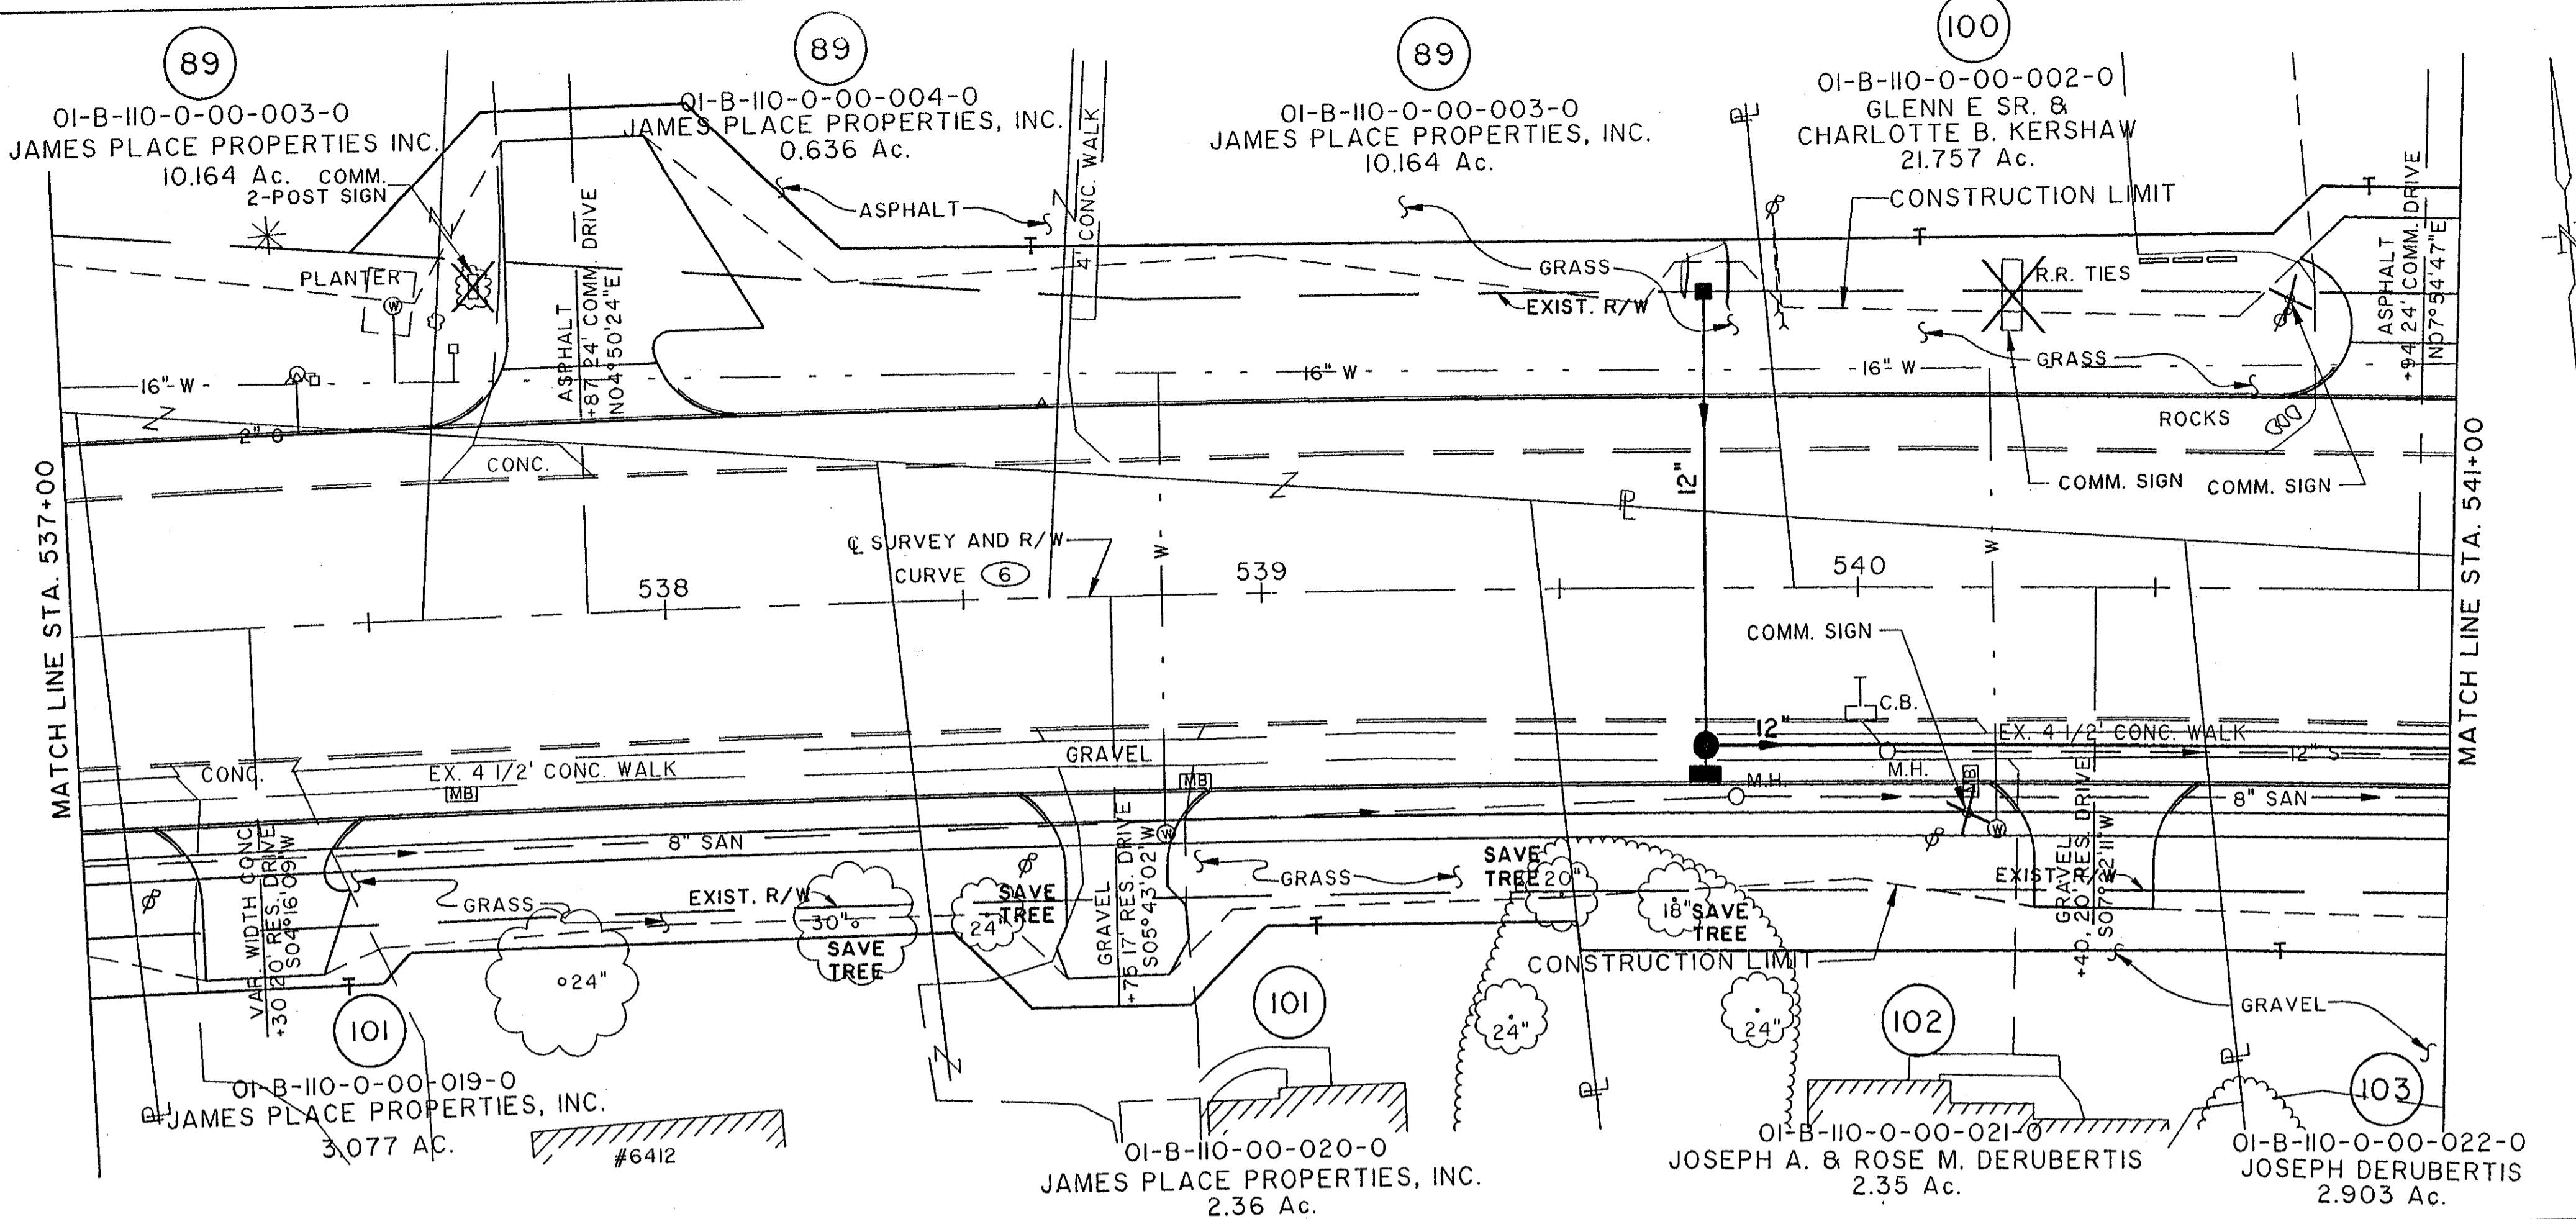 89
01-B-110-0-00-003-0
JAMES PLACE PROPERTIES INC.
10.164 Ac.
COMM.
2-POST SIGN
89
01-B-110-0-00-004-0
JAMES PLACE PROPERTIES, INC.
0.636 Ac.
ASPHALT
4' CONC. WALK
89
01-B-110-0-00-003-0
JAMES PLACE PROPERTIES, INC.
10.164 Ac.
100
01-B-110-0-00-002-0
GLENN E SR. &
CHARLOTTE B. KERSHAW
21.757 Ac.
CONSTRUCTION LIMIT
T
T
T
PLANTER
W
ASPHALT
+87 24' COMM. DRIVE
N04°50'24"E
GRASS
EXIST. R/W
R.R. TIES
GRASS
ASPHALT
+94 24' COMM. DRIVE
N07°54'47"E
16" W
16" W
16" W
2" G
CONC.
ROCKS
COMM. SIGN
COMM. SIGN
12"
MATCH LINE STA. 537+00
MATCH LINE STA. 541+00
℄ SURVEY AND R/W
CURVE 6
W
W
538
539
540
COMM. SIGN
C.B.
12"
EX. 4 1/2' CONC. WALK
12" S
M.H.
M.H.
MB
CONC.
EX. 4 1/2' CONC. WALK
MB
GRAVEL
MB
8" SAN
8" SAN
W
W
VAR. WIDTH CONC.
+30 20' RES. DRIVE
S04°16'09"W
GRASS
EXIST. R/W
30"
SAVE
TREE
24"
SAVE
TREE
24"
GRAVEL
+75 17' RES. DRIVE
S05°43'02"W
GRASS
SAVE
TREE
20"
18"
SAVE
TREE
EXIST. R/W
GRAVEL
+40, 20' RES. DRIVE
CONSTRUCTION LIMIT
T
T
T
24"
24"
GRAVEL
101
01-B-110-0-00-019-0
JAMES PLACE PROPERTIES, INC.
3.077 AC.
#6412
101
01-B-110-00-020-0
JAMES PLACE PROPERTIES, INC.
2.36 Ac.
102
01-B-110-0-00-021-0
JOSEPH A. & ROSE M. DERUBERTIS
2.35 Ac.
103
01-B-110-0-00-022-0
JOSEPH DERUBERTIS
2.903 Ac.